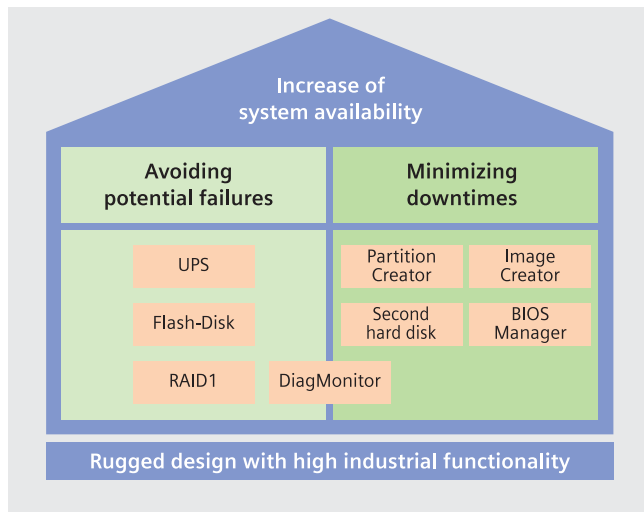 Increase of
system availability
Avoiding
potential failures
Minimizing
downtimes
UPS
Flash-Disk
RAID1
DiagMonitor
Partition
Creator
Image
Creator
Second
hard disk
BIOS
Manager
Rugged design with high industrial functionality